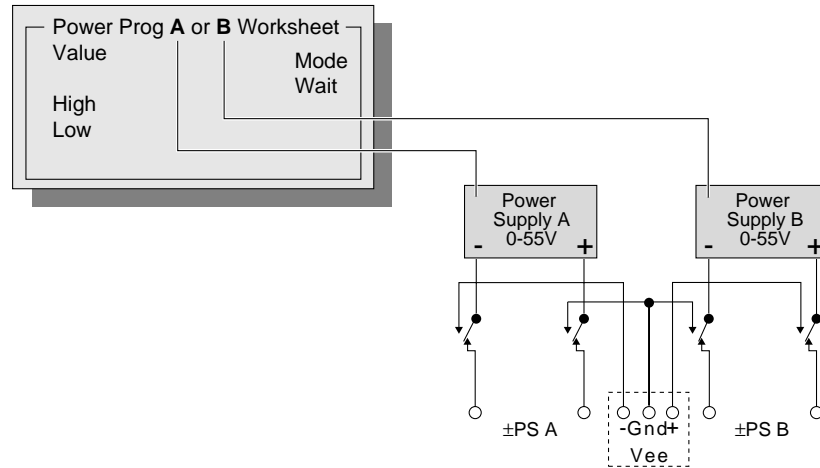 Power Prog A or B Worksheet
Value
Mode
Wait
High
Low
Power
Supply A
0-55V
- +
Power
Supply B
0-55V
- +
±PS A
-Gnd+
Vee
±PS B